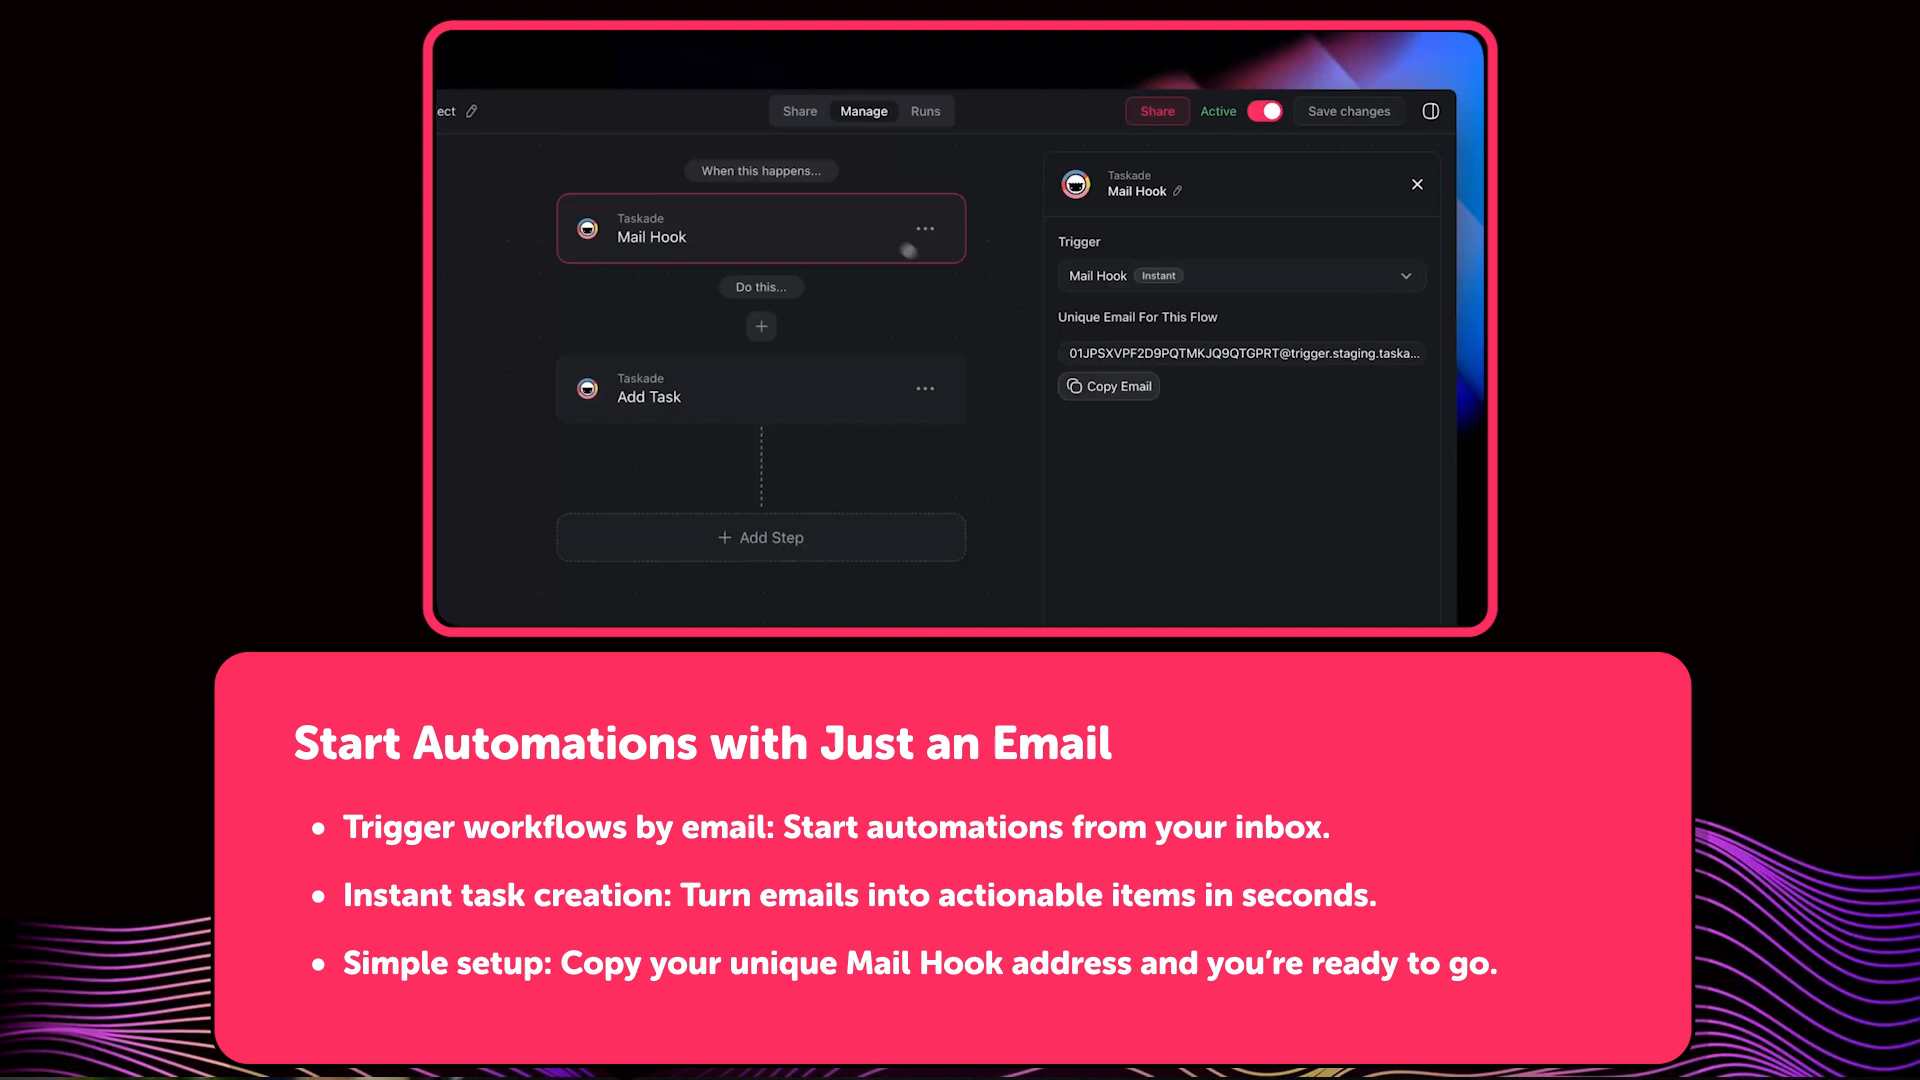 ect
Share Manage Runs
Share Active Save changes
When this happens...
Taskade
Mail Hook
Do this...
Taskade
Add Task
Add Step
Taskade
Mail Hook
Trigger
Mail Hook Instant
Unique Email For This Flow
01JPSXVPF2D9PQTMKJQ9QTGPRT@trigger.staging.taska...
Copy Email
Start Automations with Just an Email
• Trigger workflows by email: Start automations from your inbox.
• Instant task creation: Turn emails into actionable items in seconds.
• Simple setup: Copy your unique Mail Hook address and you’re ready to go.